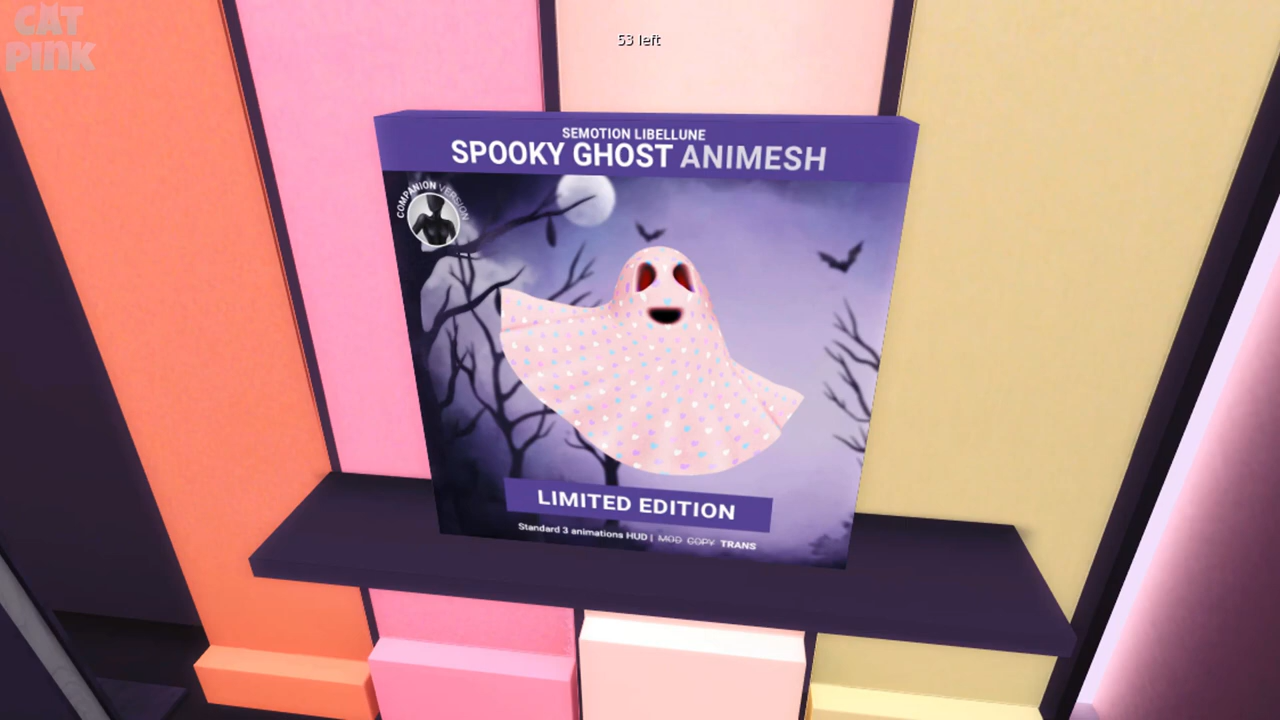 CAT
PINK
53 left
SEMOTION LIBELLUNE
SPOOKY GHOST ANIMESH
COMPANION VERSION
LIMITED EDITION
Standard 3 animations HUD | MOD COPY TRANS